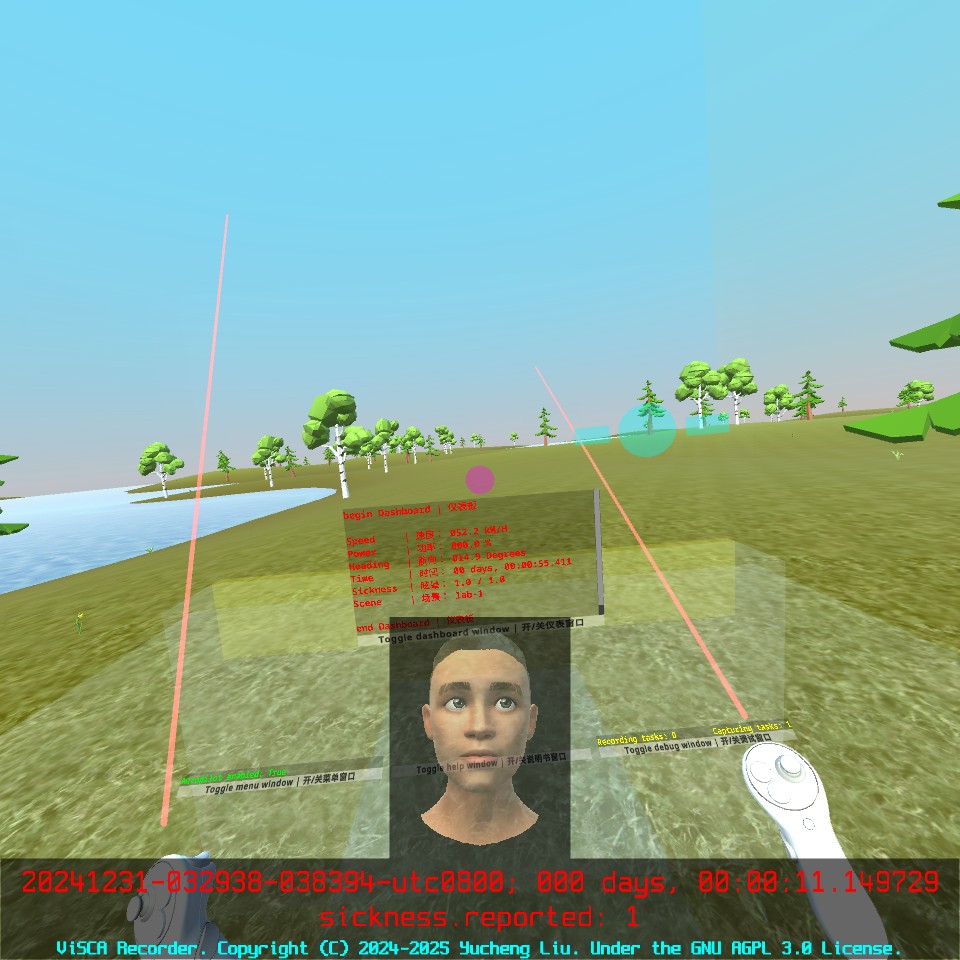 begin Dashboard | 仪表板
Speed | 速度： 052.2 KM/H
Power | 功率： 000.0 %
Heading | 航向： 014.9 Degrees
Time | 时间： 00 days, 00:00:55.411
Sickness | 眩晕： 1.0 / 1.0
Scene | 场景： lab-1
end Dashboard | 仪表板
Toggle dashboard window | 开/关仪表窗口
Recording tasks: 0 Capturing tasks: 1
Toggle debug window | 开/关调试窗口
Toggle help window | 开/关说明书窗口
Autopilot enabled: True
Toggle menu window | 开/关菜单窗口
20241231-032938-038394-utc0800; 000 days, 00:00:11.149729
sickness.reported: 1
ViSCA Recorder. Copyright (C) 2024-2025 Yucheng Liu. Under the GNU AGPL 3.0 License.